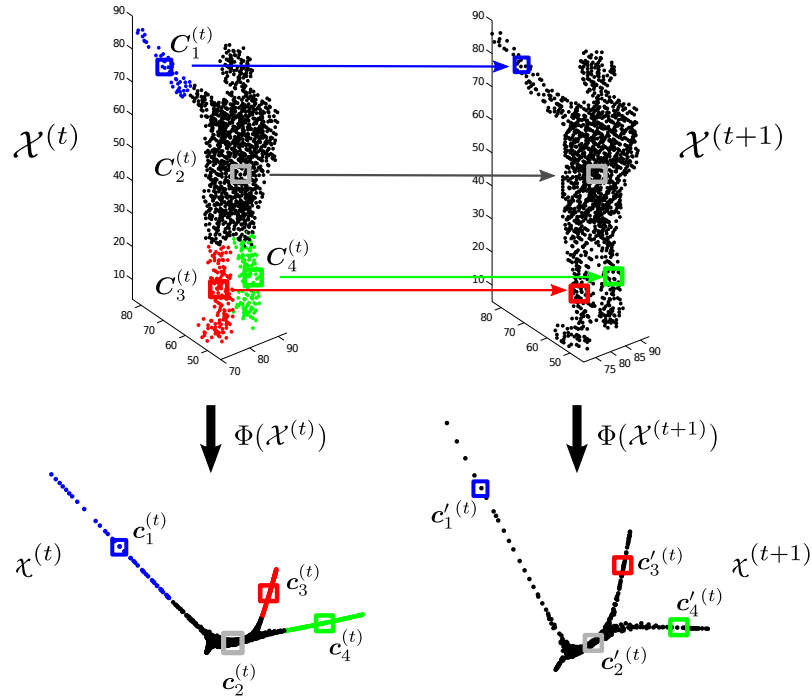 90
80
70
60
50
40
30
20
10
80
70
60
50
70
80
90
𝒳^(t)
C_1^(t)
C_2^(t)
C_3^(t)
C_4^(t)
90
80
70
60
50
40
30
20
10
80
70
60
50
75
80
85
90
𝒳^(t+1)
Φ(𝒳^(t))
Φ(𝒳^(t+1))
χ^(t)
c_1^(t)
c_2^(t)
c_3^(t)
c_4^(t)
c′_1^(t)
c′_2^(t)
c′_3^(t)
c′_4^(t)
χ^(t+1)